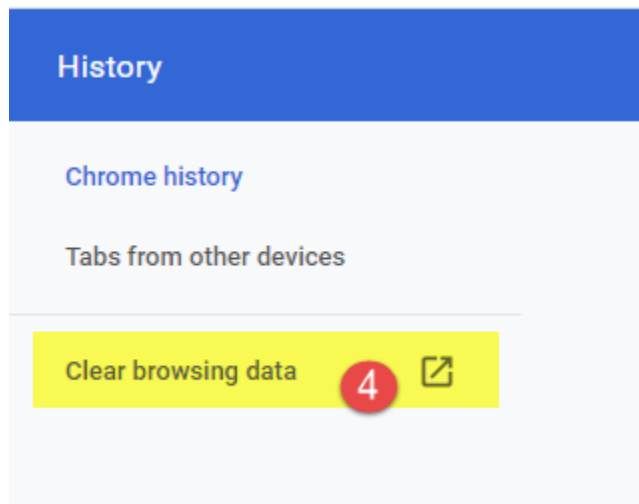 History
Chrome history
Tabs from other devices
Clear browsing data 4